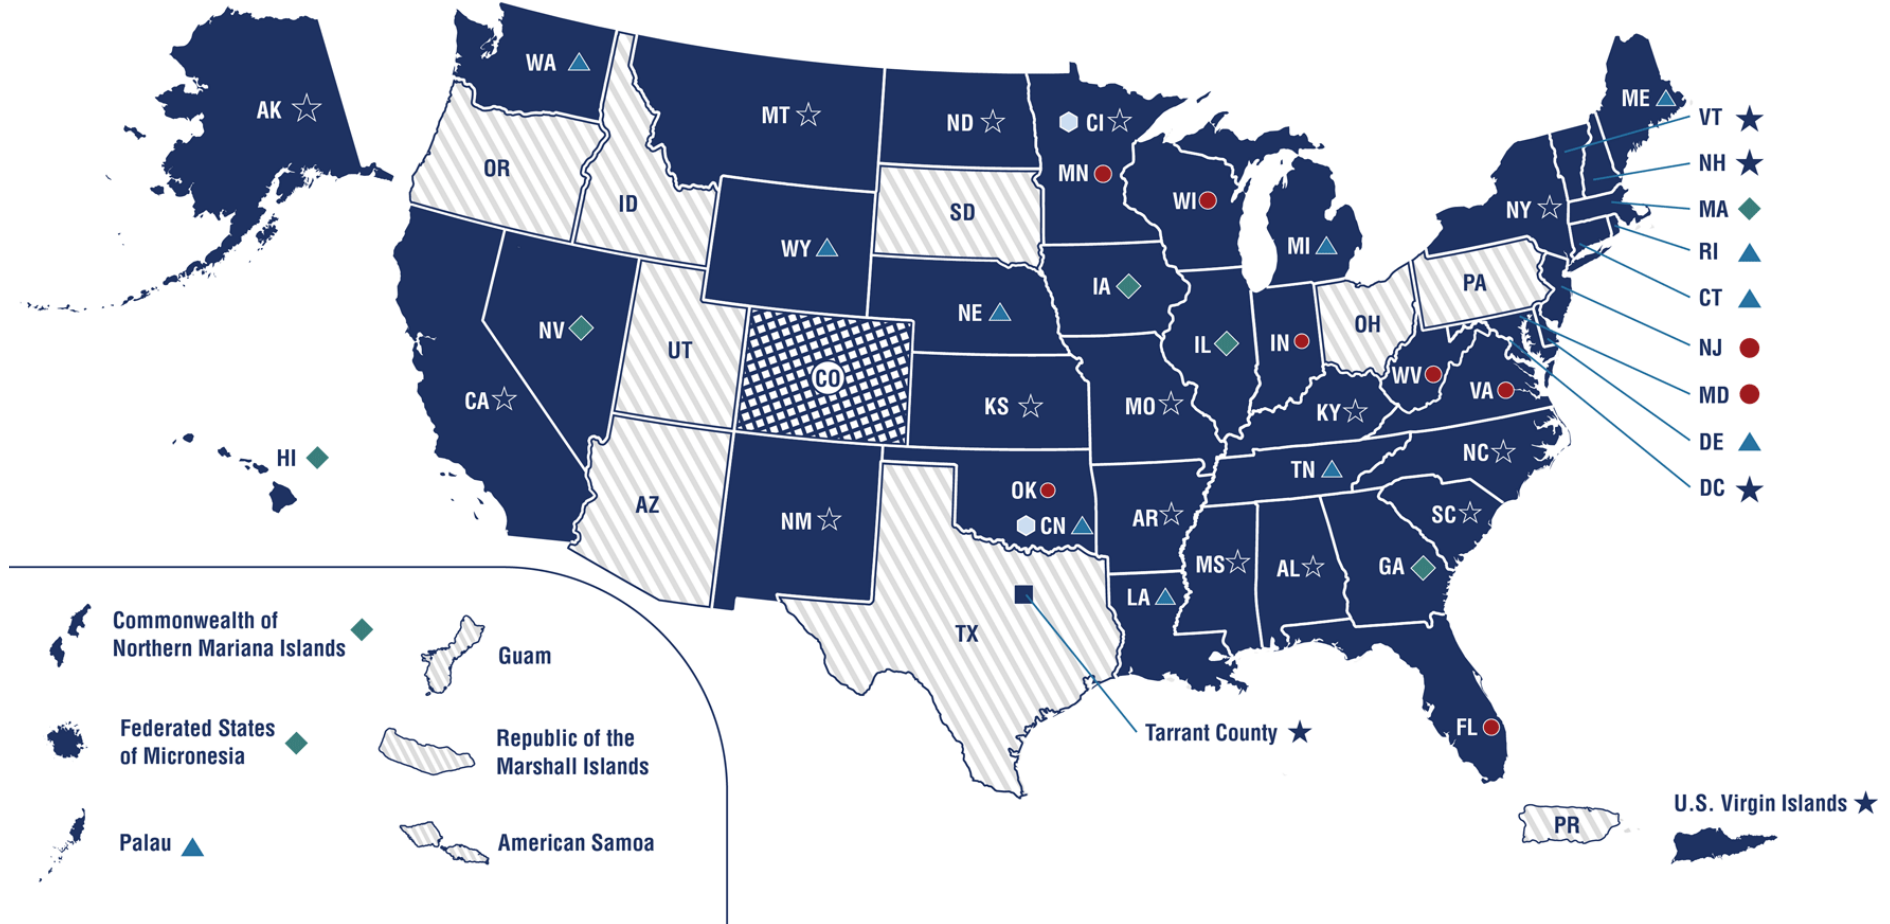 WA
AK
MT
ND
CI
ME
VT
OR
MN
NH
ID
SD
WI
NY
MA
WY
MI
RI
IA
PA
CT
NE
NV
UT
IL
IN
OH
NJ
CO
WV
VA
MD
CA
KS
MO
KY
DE
HI
NC
TN
DC
AZ
OK
NM
CN
AR
SC
MS
AL
GA
LA
Commonwealth of
Northern Mariana Islands
TX
Guam
Federated States
of Micronesia
Republic of the
Marshall Islands
Tarrant County
FL
U.S. Virgin Islands
PR
Palau
American Samoa